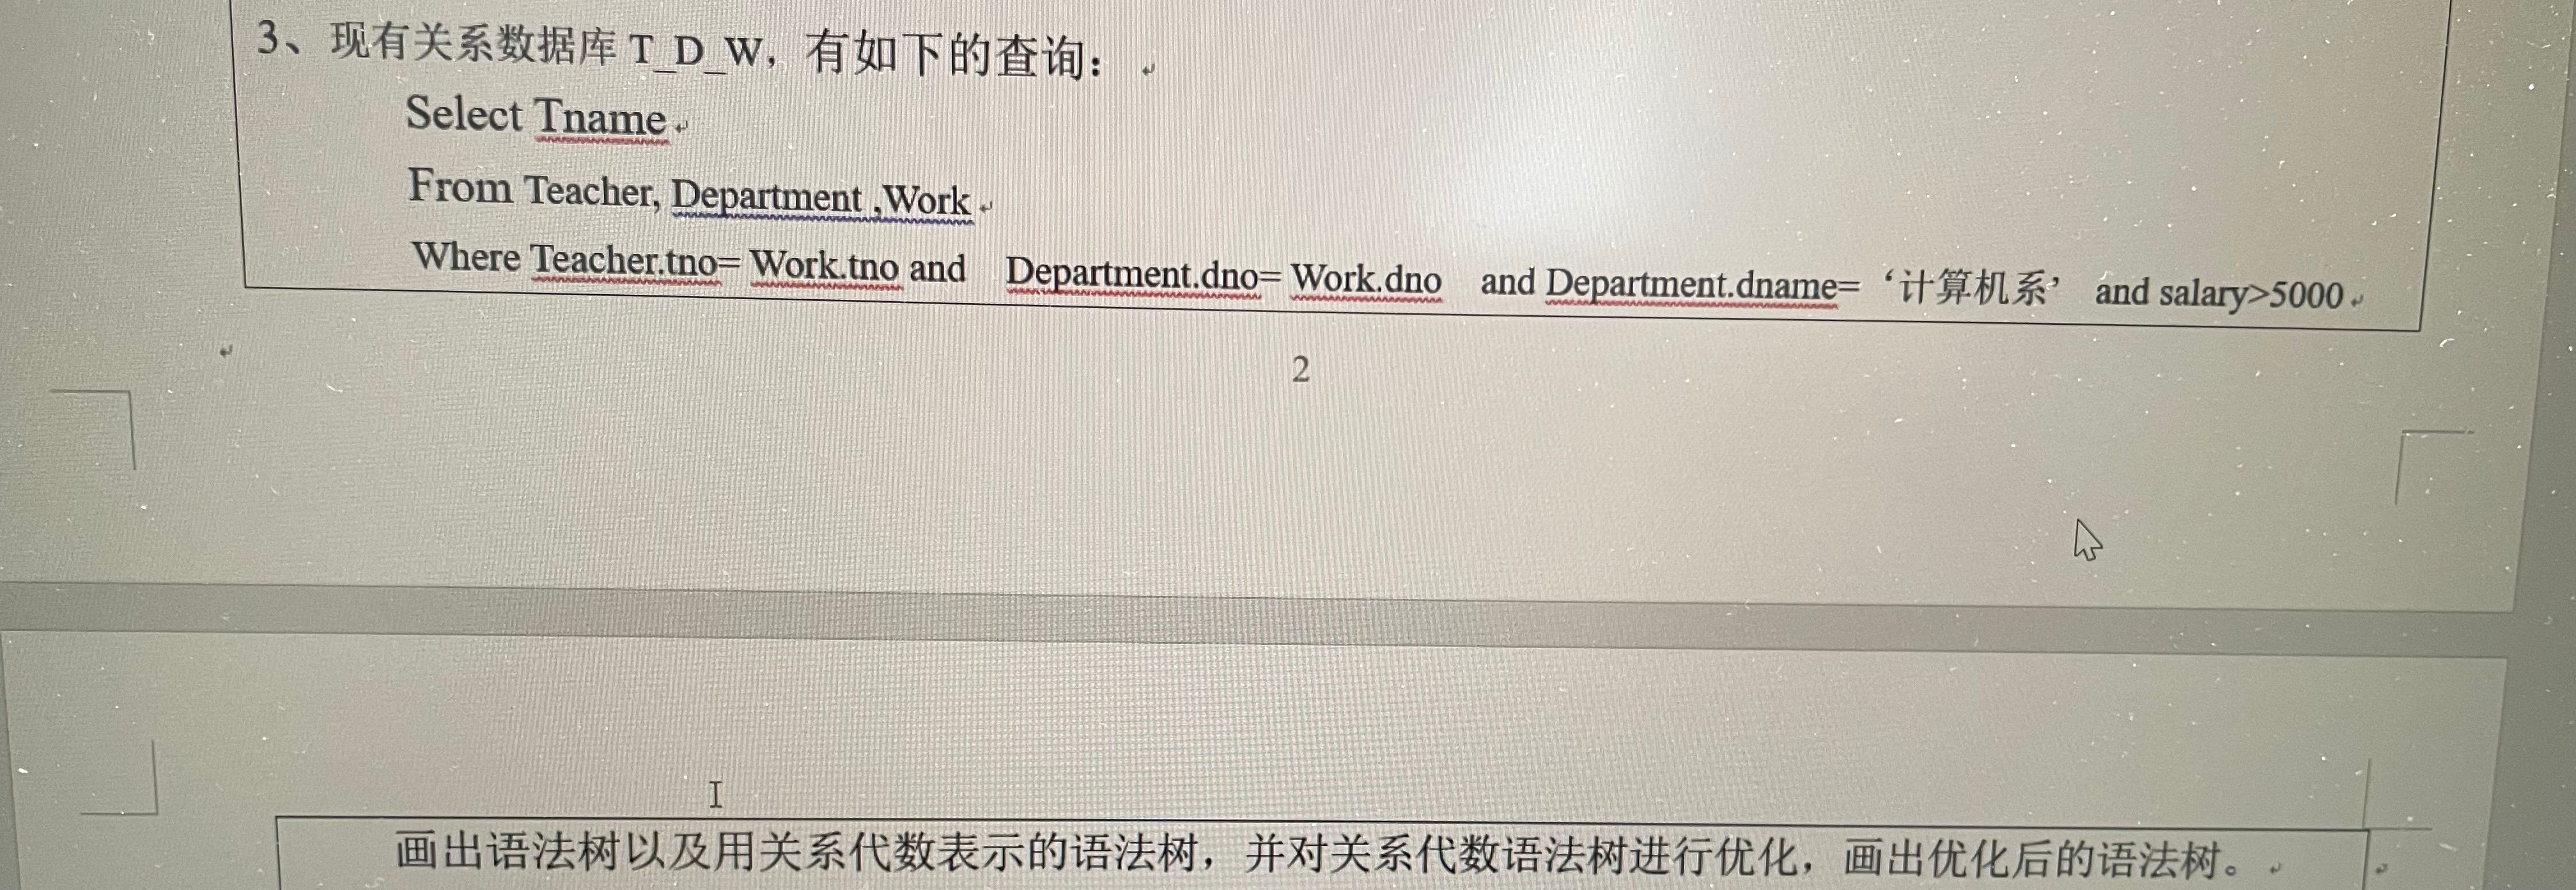 3、现有关系数据库 T_D_W，有如下的查询：
Select Tname
From Teacher, Department ,Work
Where Teacher.tno= Work.tno and Department.dno= Work.dno and Department.dname= ‘计算机系’ and salary>5000
2
画出语法树以及用关系代数表示的语法树，并对关系代数语法树进行优化，画出优化后的语法树。